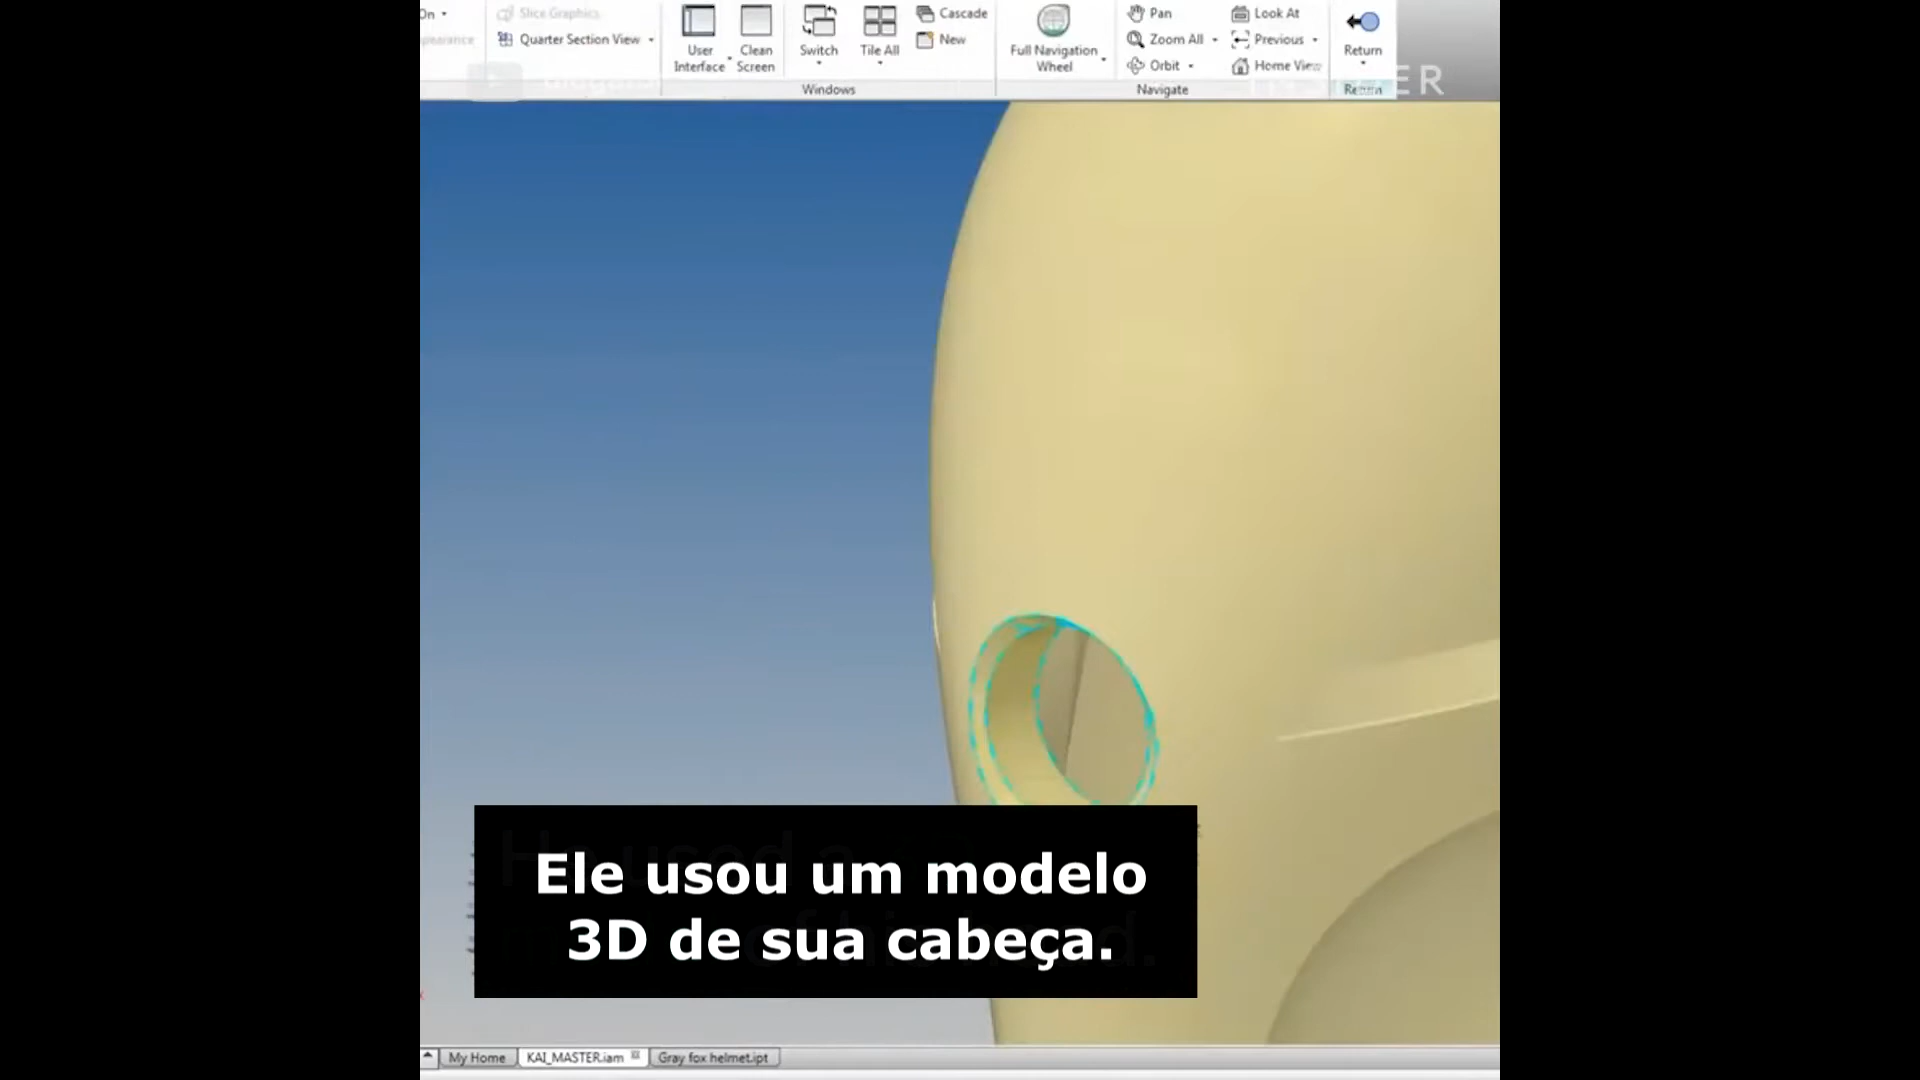 On
Slice Graphics
Quarter Section View
User Interface
Clean Screen
Switch
Tile All
Cascade
New
Windows
Full Navigation Wheel
Pan
Zoom All
Orbit
Look At
Previous
Home View
Navigate
Return
Return
ER
Ele usou um modelo
3D de sua cabeça.
My Home
KAI_MASTER.iam
Gray fox helmet.ipt